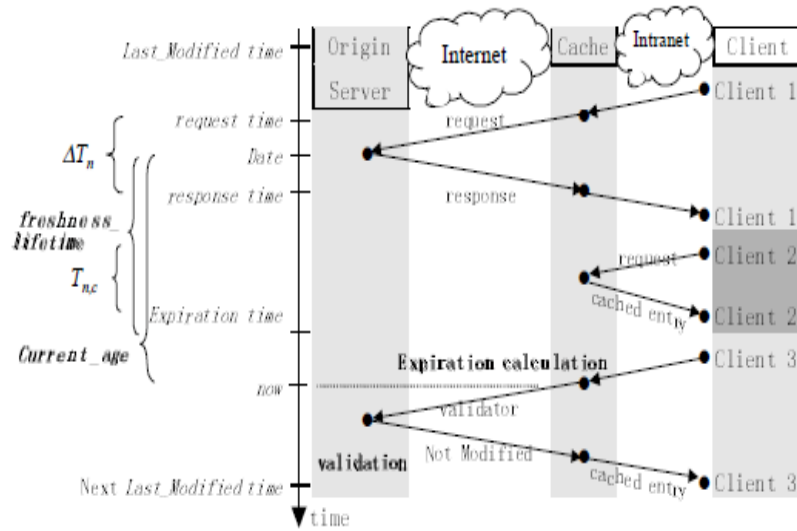 Last_Modified time
Origin
Server
Internet
Cache
Intranet
Client
Client 1
request time
request
ΔTn
Date
response time
response
Client 1
freshness_
lifetime
request
Client 2
Tn,c
cached entry
Client 2
Expiration time
Current_age
Expiration calculation
Client 3
now
validator
validation
Not Modified
cached entry
Client 3
Next Last_Modified time
time